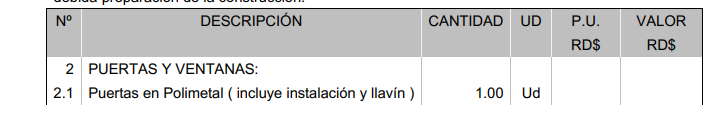 debida preparación de la construcción.
Nº DESCRIPCIÓN CANTIDAD UD P.U. VALOR
RD$ RD$
2 PUERTAS Y VENTANAS:
2.1 Puertas en Polimetal ( incluye instalación y llavín ) 1.00 Ud